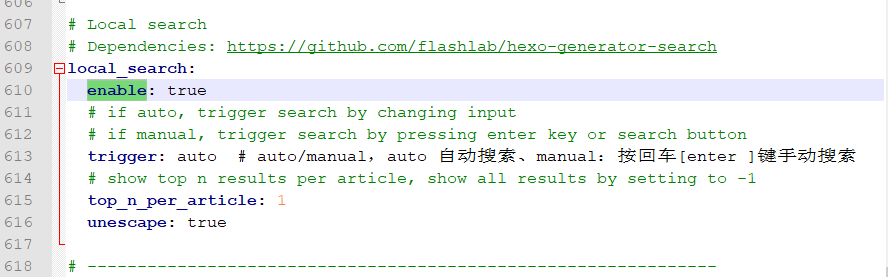 606
607 # Local search
608 # Dependencies: https://github.com/flashlab/hexo-generator-search
609 local_search:
610 enable: true
611 # if auto, trigger search by changing input
612 # if manual, trigger search by pressing enter key or search button
613 trigger: auto  # auto/manual，auto 自动搜索、manual：按回车[enter ]键手动搜索
614 # show top n results per article, show all results by setting to -1
615 top_n_per_article: 1
616 unescape: true
617
618 # ---------------------------------------------------------------